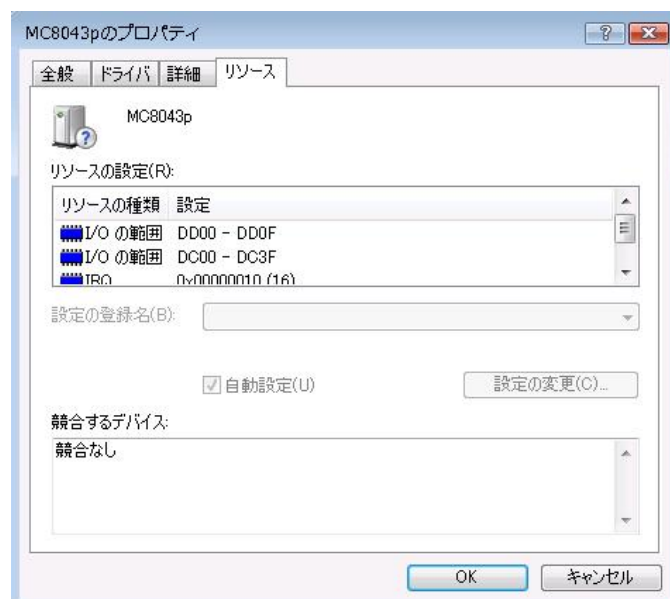 MC8043pのプロパティ
全般 ドライバ 詳細 リソース
MC8043p
リソースの設定(R):
リソースの種類 設定
I/O の範囲 DD00 - DD0F
I/O の範囲 DC00 - DC3F
IRQ 0x00000010 (16)
設定の登録名(B):
自動設定(U) 設定の変更(C)...
競合するデバイス:
競合なし
OK キャンセル